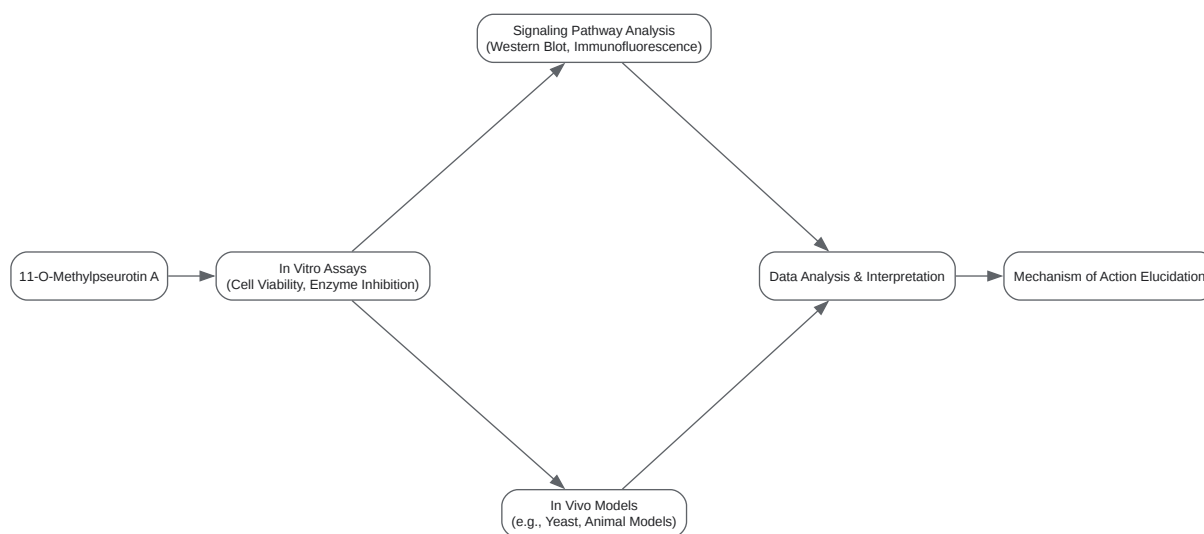 Signaling Pathway Analysis
(Western Blot, Immunofluorescence)
11-O-Methylpseurotin A
In Vitro Assays
(Cell Viability, Enzyme Inhibition)
Data Analysis & Interpretation
Mechanism of Action Elucidation
In Vivo Models
(e.g., Yeast, Animal Models)